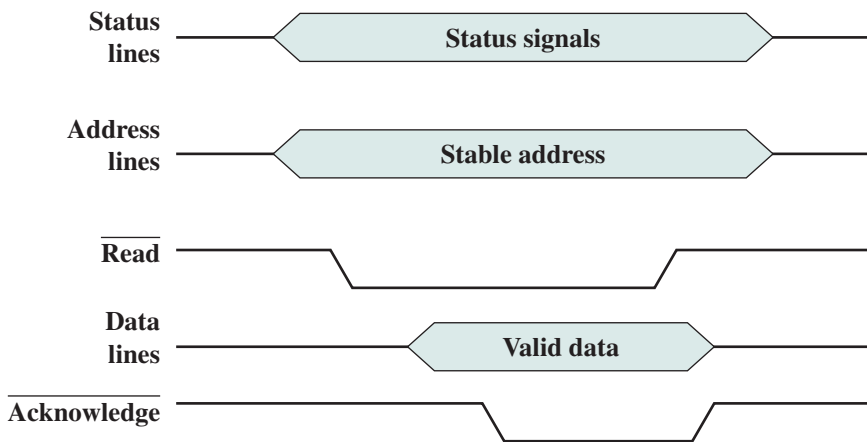 Status
lines
Status signals
Address
lines
Stable address
Read
Data
lines
Valid data
Acknowledge